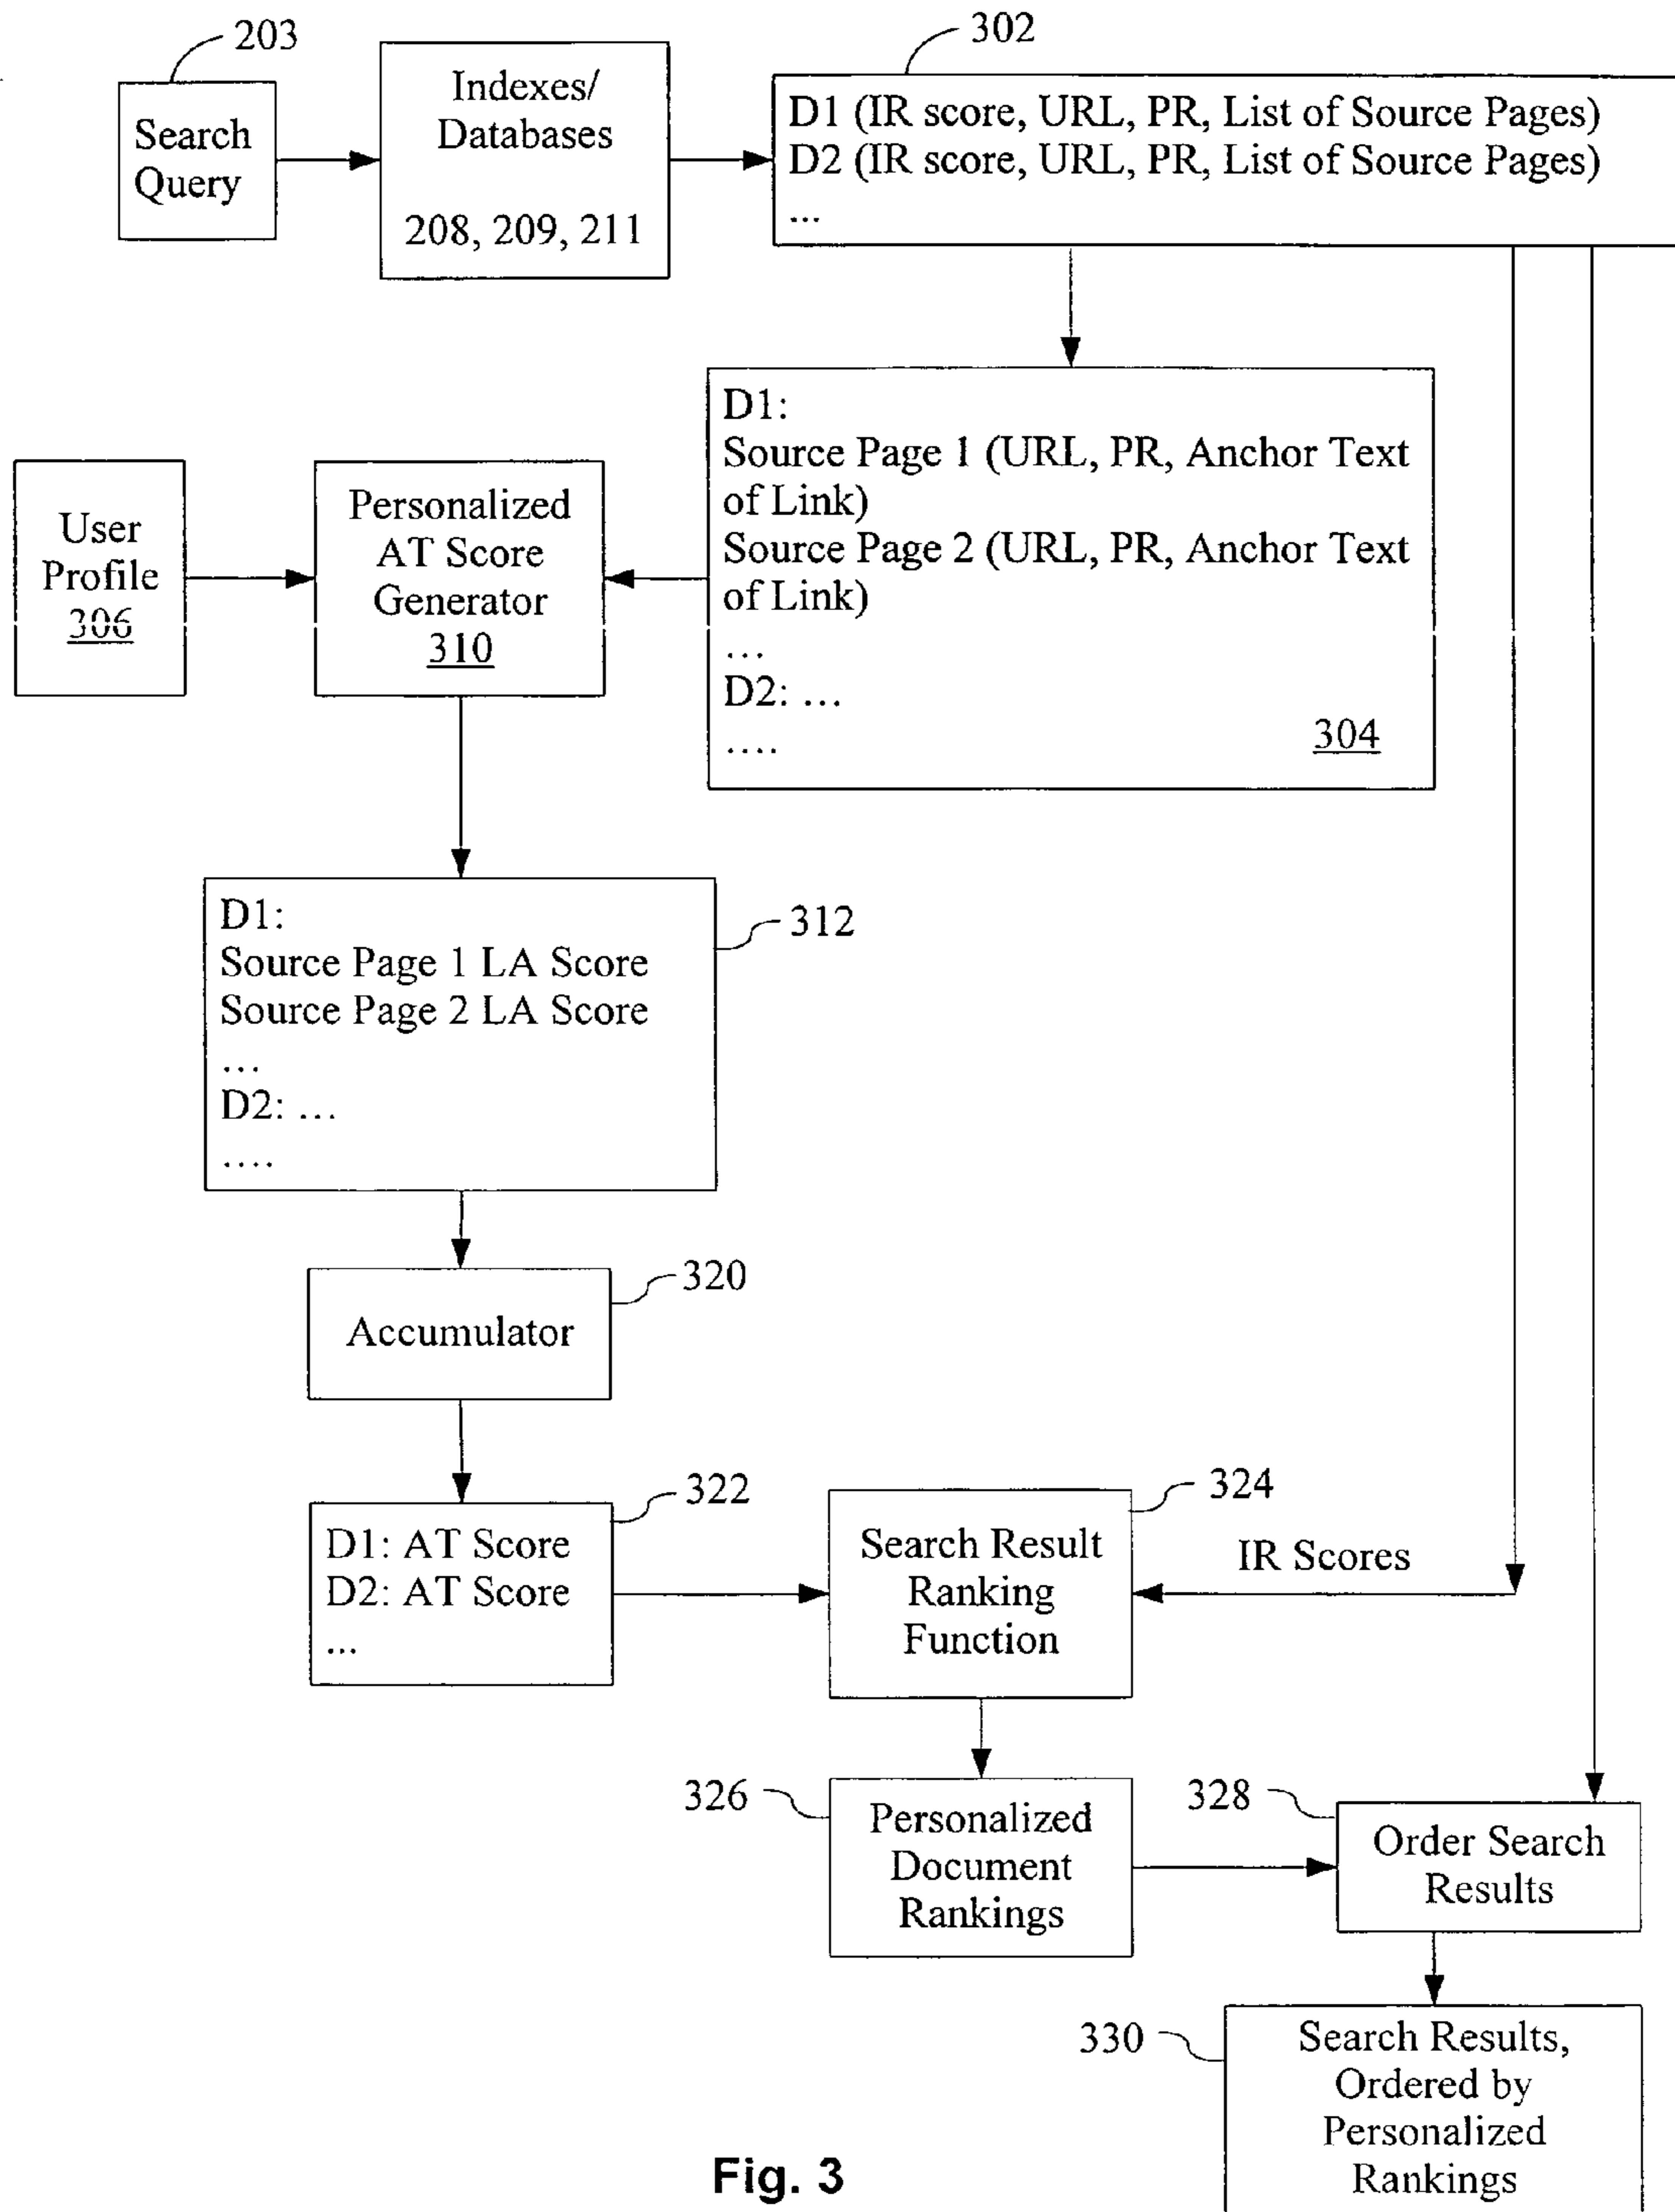 203
302
Search
Query
Indexes/
Databases
208, 209, 211
D1 (IR score, URL, PR, List of Source Pages)
D2 (IR score, URL, PR, List of Source Pages)
...
D1:
Source Page 1 (URL, PR, Anchor Text
of Link)
Source Page 2 (URL, PR, Anchor Text
of Link)
...
D2: ...
....
304
User
Profile
306
Personalized
AT Score
Generator
310
D1:
Source Page 1 LA Score
Source Page 2 LA Score
...
D2: ...
....
312
Accumulator
320
D1: AT Score
D2: AT Score
...
322
Search Result
Ranking
Function
324
IR Scores
326
Personalized
Document
Rankings
328
Order Search
Results
330
Search Results,
Ordered by
Personalized
Rankings
Fig. 3